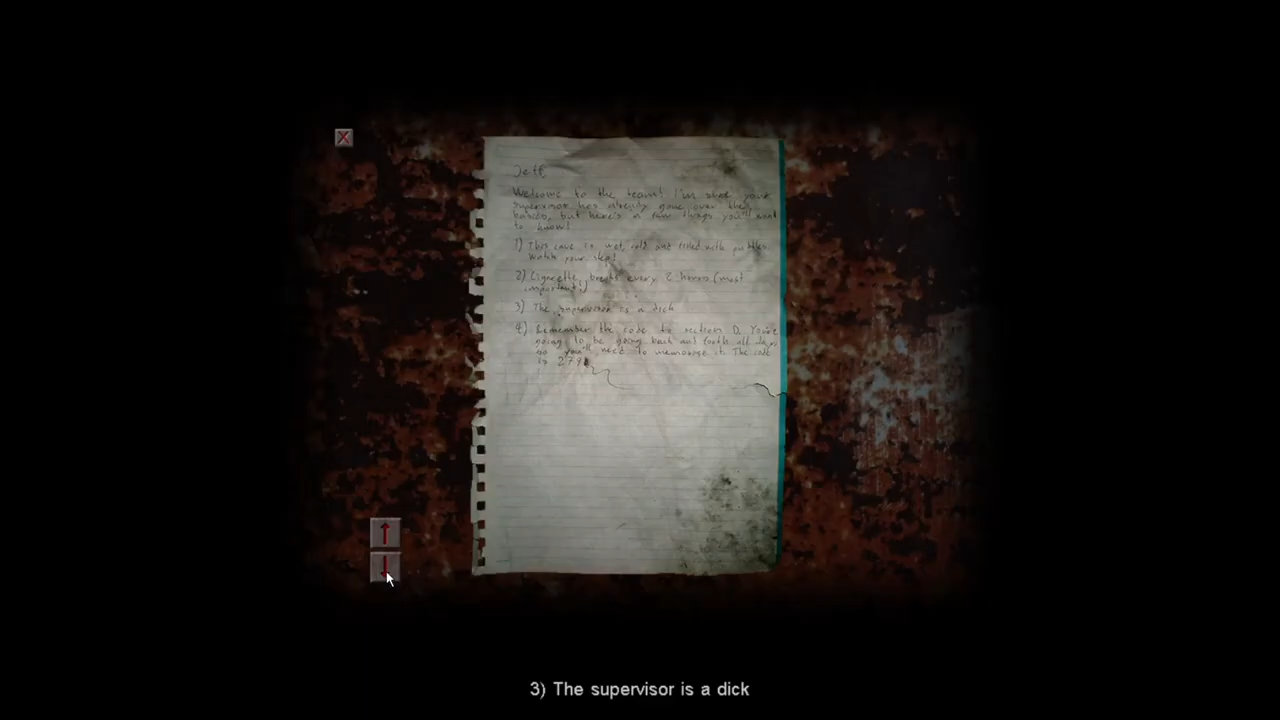 Jeff,
Welcome to the team! I'm sure your
supervisor has already gone over the
basics, but here's a few things you'll want
to know!
1) This cave is wet, cold and filled with puddles.
Watch your step!
2) Cigarette breaks every 2 hours (most
important!)
3) The supervisor is a dick
4) Remember the code to section D. You're
going to be going back and forth all day,
so you'll need to memorise it. The code
is 279
3) The supervisor is a dick